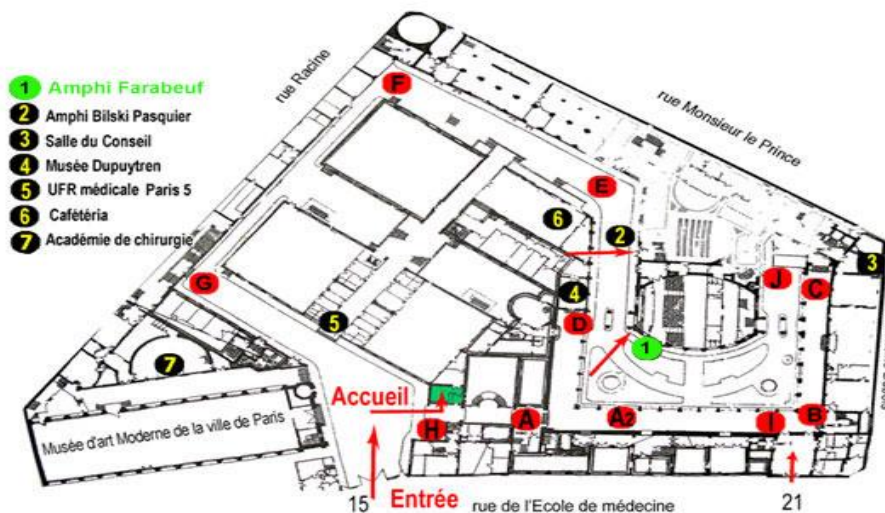 1 Amphi Farabeuf
2 Amphi Bilski Pasquier
3 Salle du Conseil
4 Musée Dupuytren
5 UFR médicale Paris 5
6 Cafétéria
7 Académie de chirurgie
rue Racine
rue Monsieur le Prince
F
E
6
2
3
G
4
J
C
D
5
1
7
Accueil
Musée d'art Moderne de la ville de Paris
H
A
A2
I
B
15
Entrée
rue de l'Ecole de médecine
21